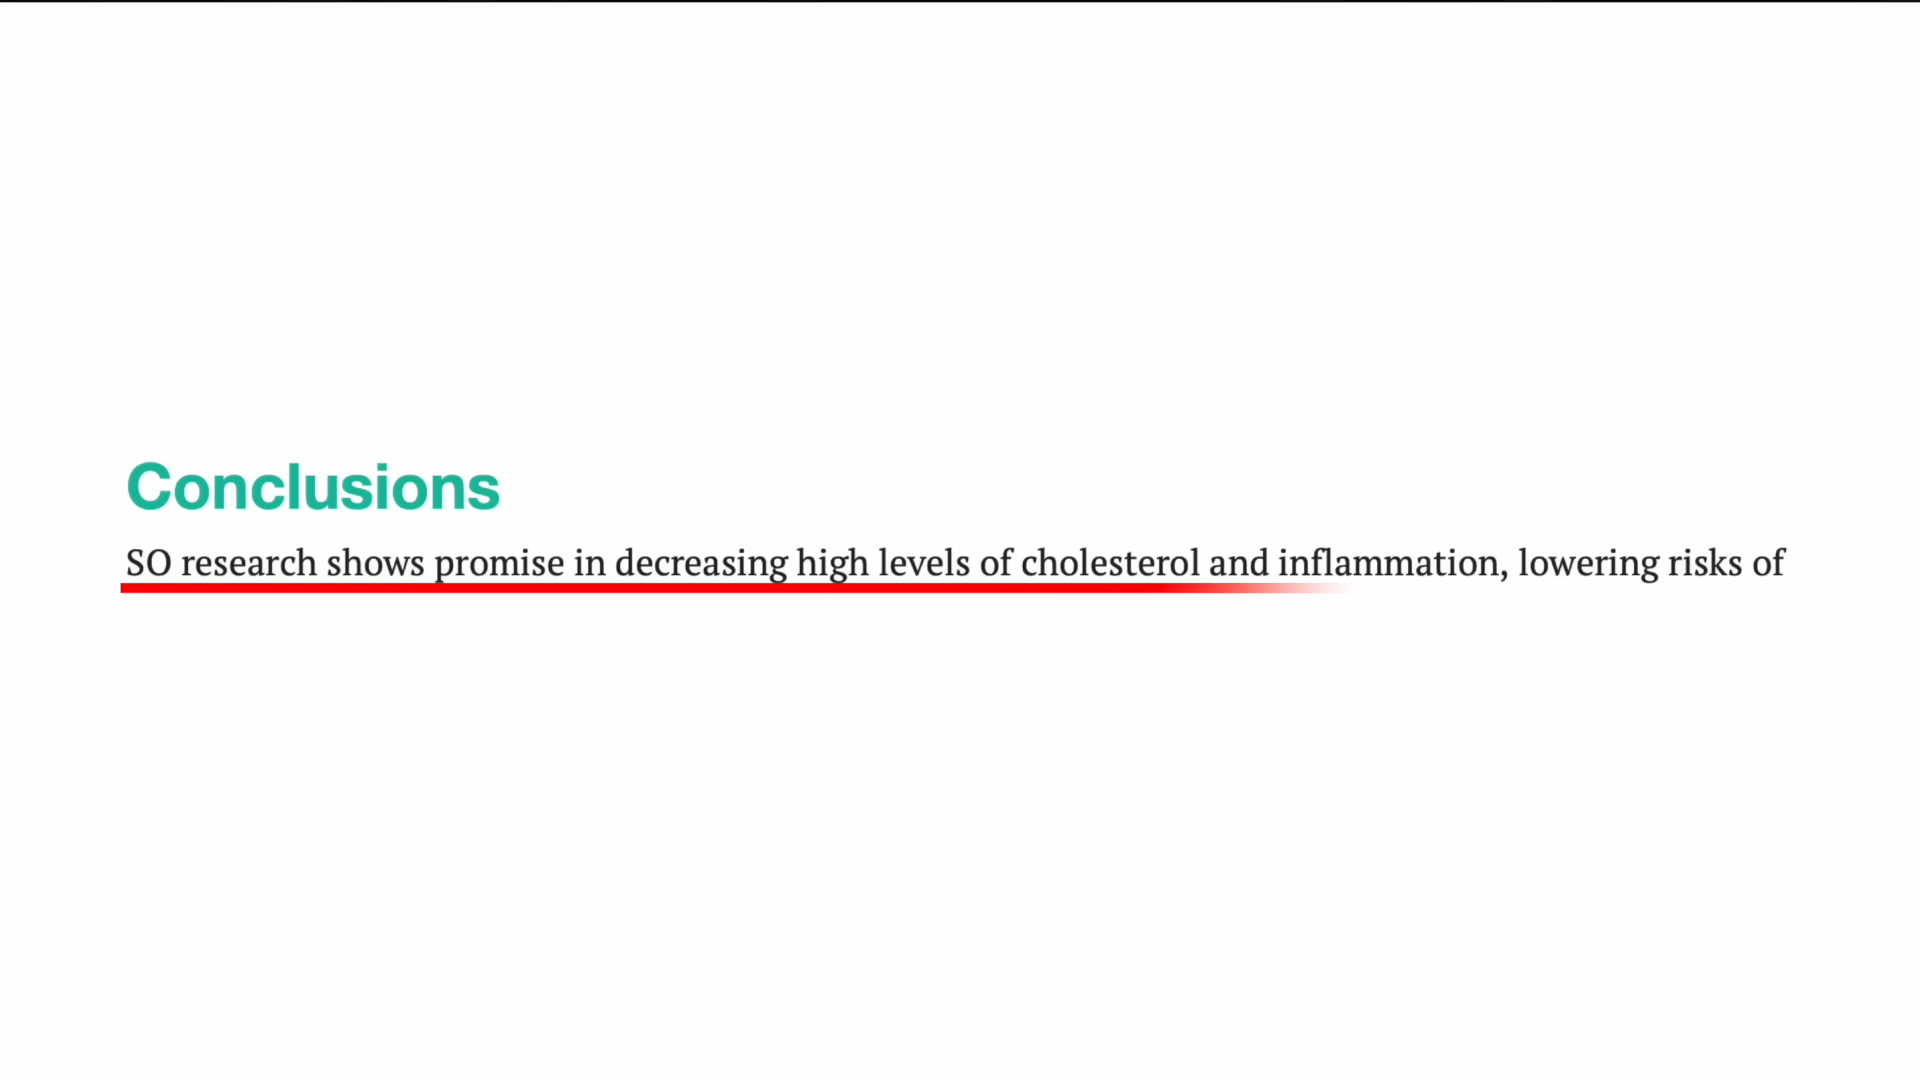 Conclusions
SO research shows promise in decreasing high levels of cholesterol and inflammation, lowering risks of